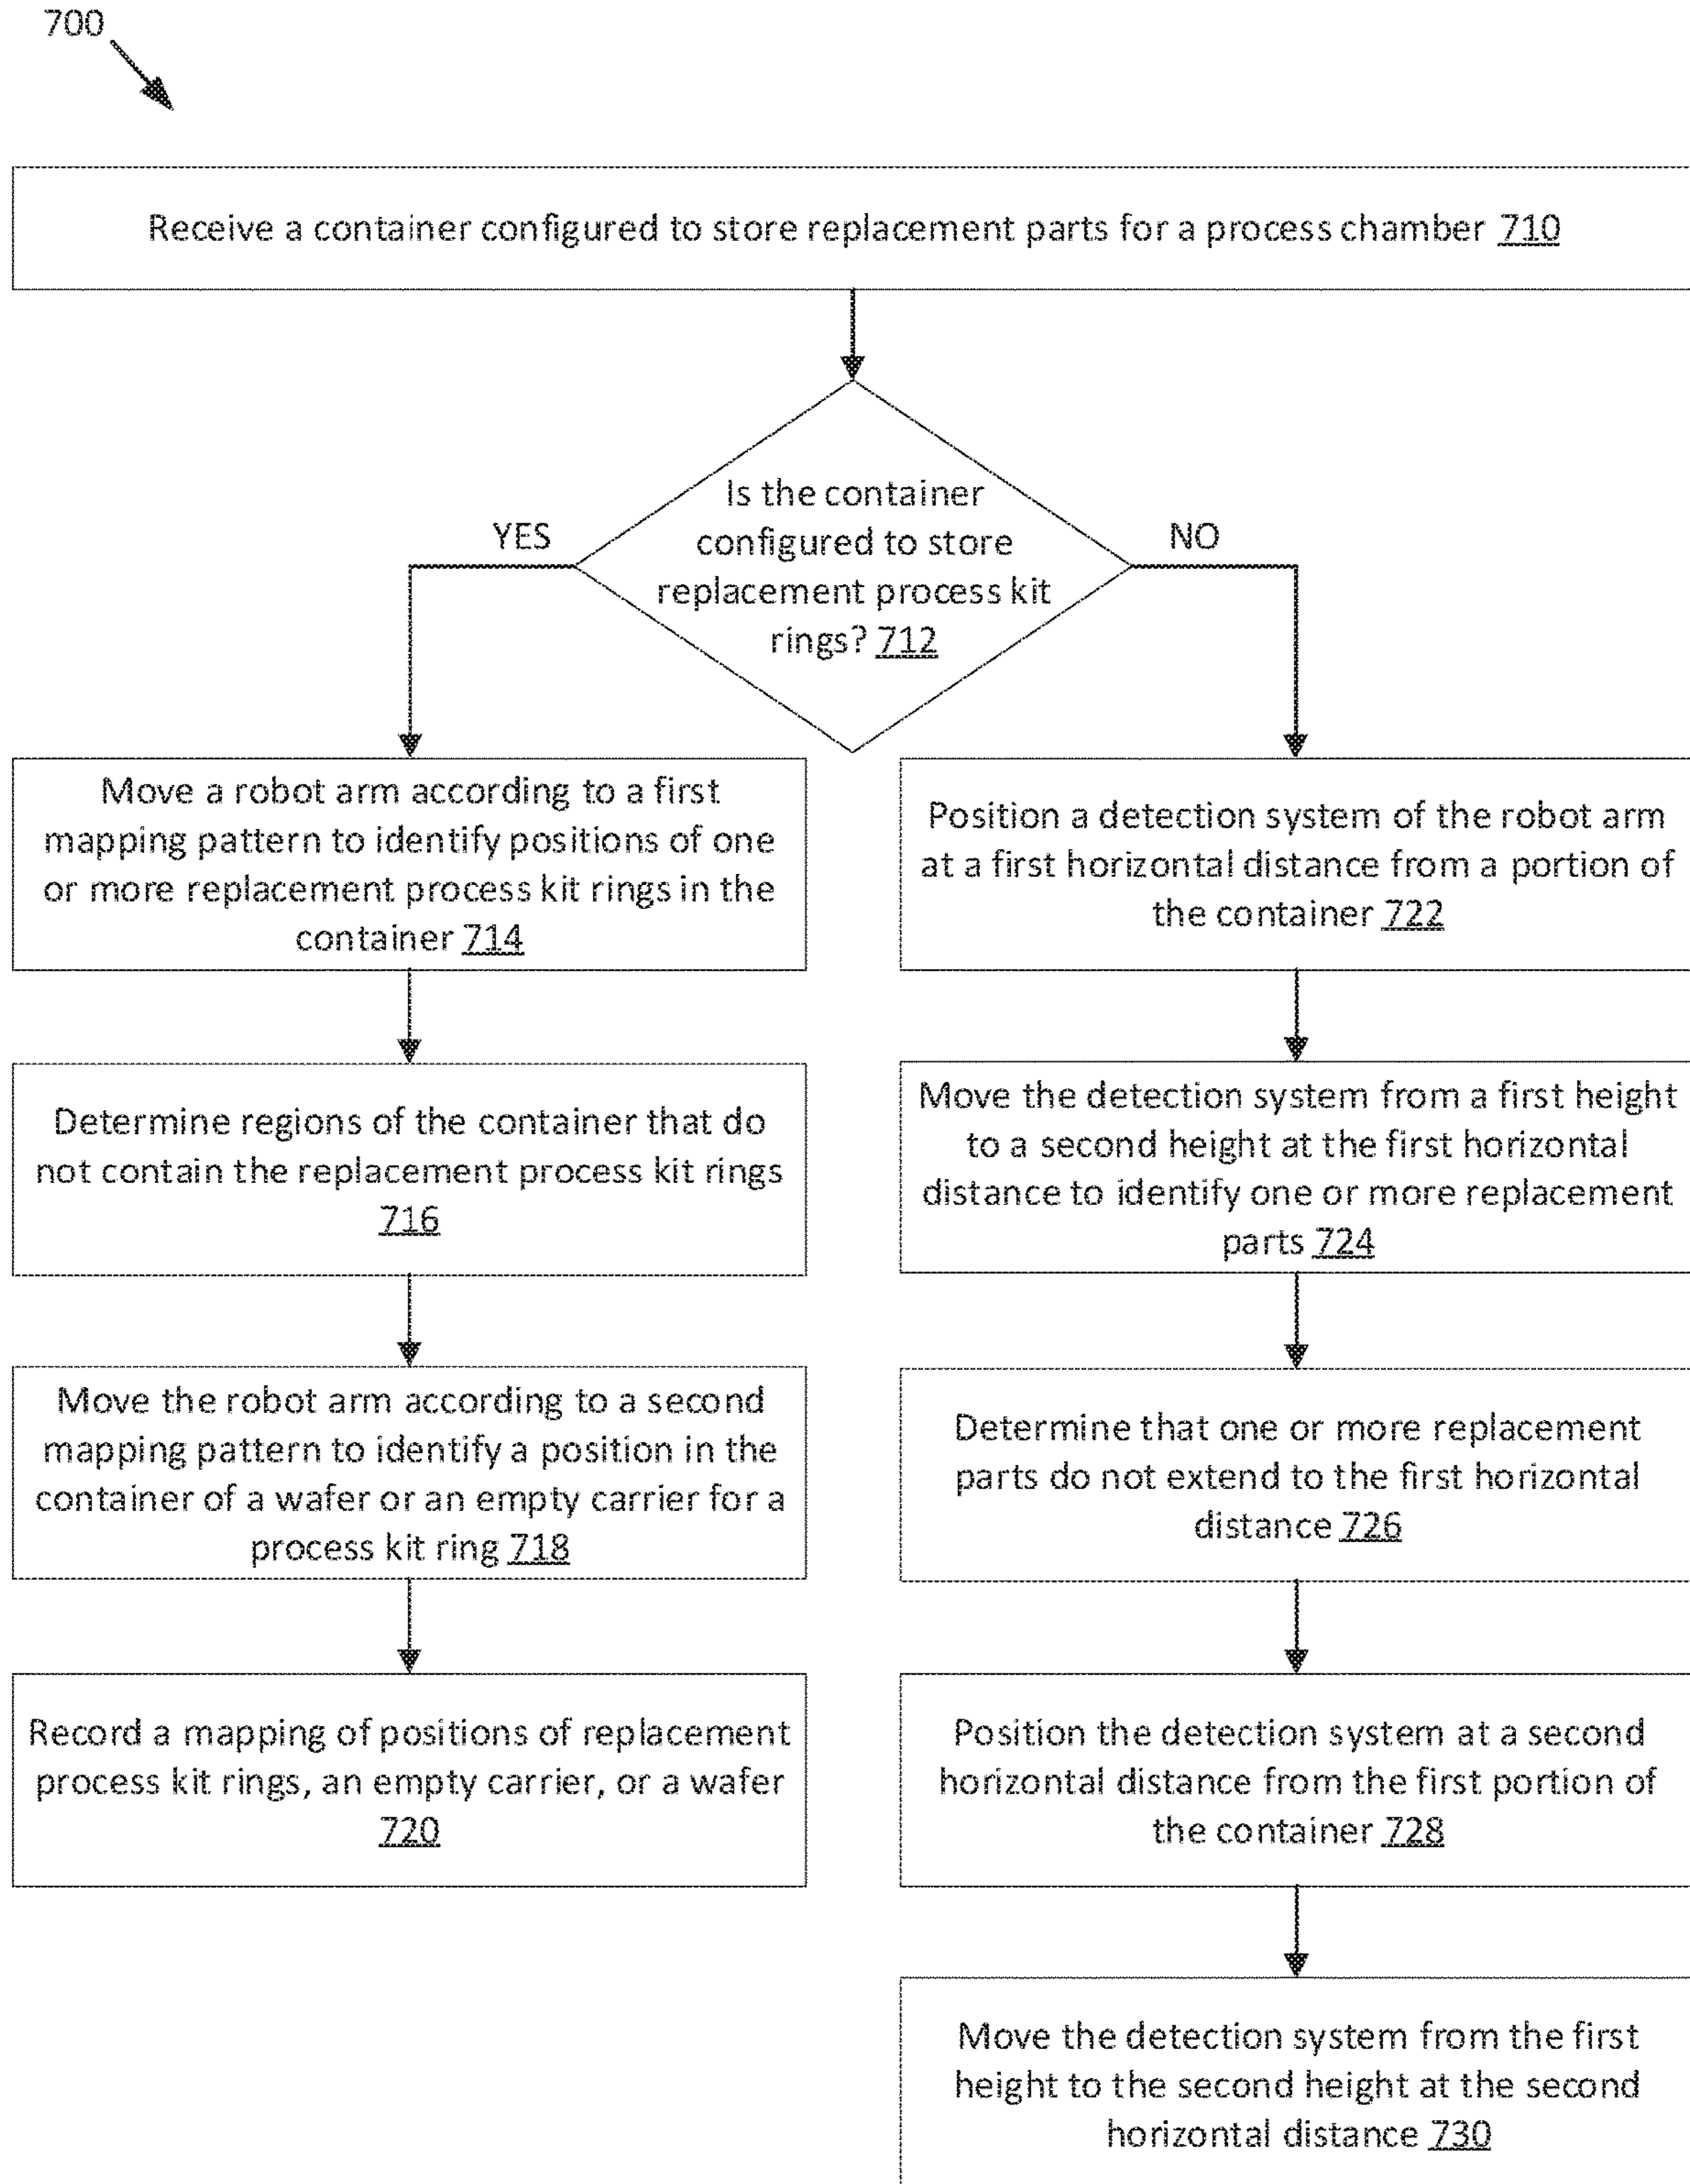 700
Receive a container configured to store replacement parts for a process chamber 710
Is the container
configured to store
replacement process kit
rings? 712
YES
NO
Move a robot arm according to a first
mapping pattern to identify positions of one
or more replacement process kit rings in the
container 714
Position a detection system of the robot arm
at a first horizontal distance from a portion of
the container 722
Determine regions of the container that do
not contain the replacement process kit rings
716
Move the detection system from a first height
to a second height at the first horizontal
distance to identify one or more replacement
parts 724
Move the robot arm according to a second
mapping pattern to identify a position in the
container of a wafer or an empty carrier for a
process kit ring 718
Determine that one or more replacement
parts do not extend to the first horizontal
distance 726
Record a mapping of positions of replacement
process kit rings, an empty carrier, or a wafer
720
Position the detection system at a second
horizontal distance from the first portion of
the container 728
Move the detection system from the first
height to the second height at the second
horizontal distance 730